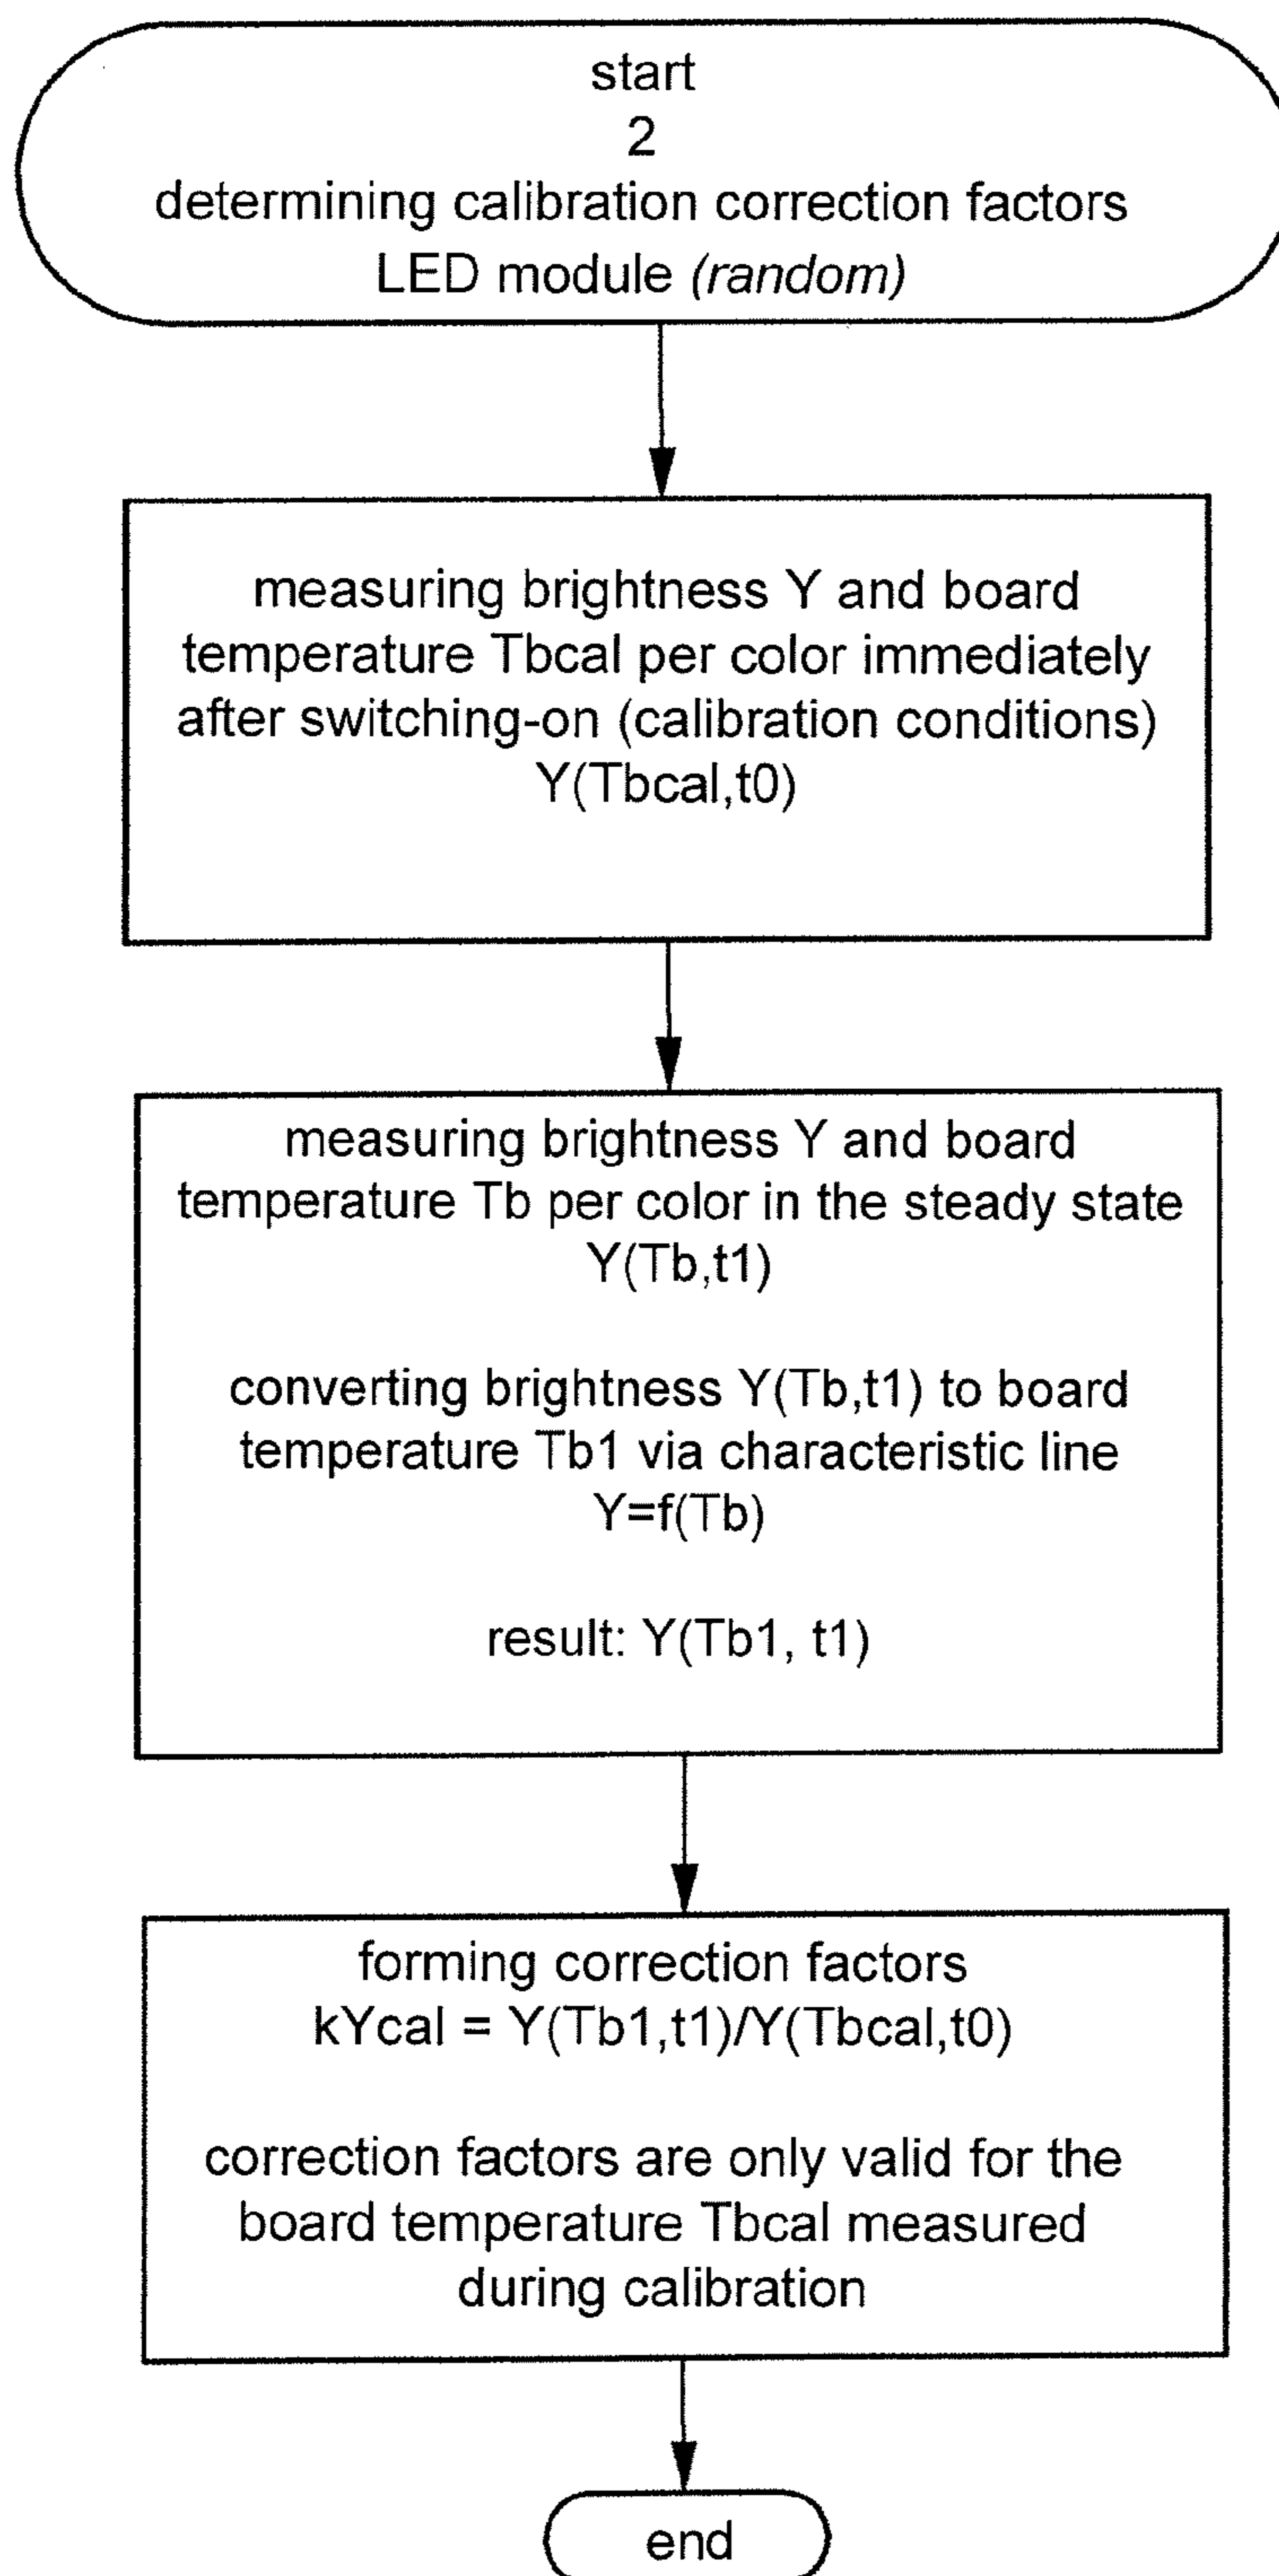 start
2
determining calibration correction factors
LED module (random)
measuring brightness Y and board
temperature Tbcal per color immediately
after switching-on (calibration conditions)
Y(Tbcal,t0)
measuring brightness Y and board
temperature Tb per color in the steady state
Y(Tb,t1)
converting brightness Y(Tb,t1) to board
temperature Tb1 via characteristic line
Y=f(Tb)
result: Y(Tb1, t1)
forming correction factors
kYcal = Y(Tb1,t1)/Y(Tbcal,t0)
correction factors are only valid for the
board temperature Tbcal measured
during calibration
end